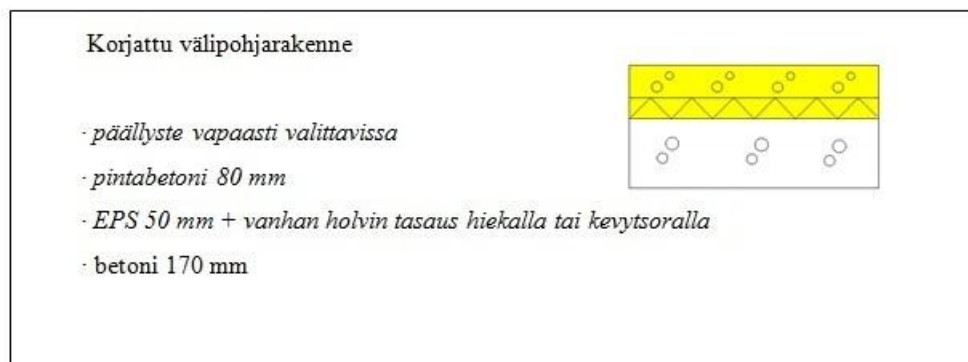 Korjattu välipohjarakenne
· päällyste vapaasti valittavissa
· pintabetoni 80 mm
· EPS 50 mm + vanhan holvin tasaus hiekalla tai kevytsoralla
· betoni 170 mm